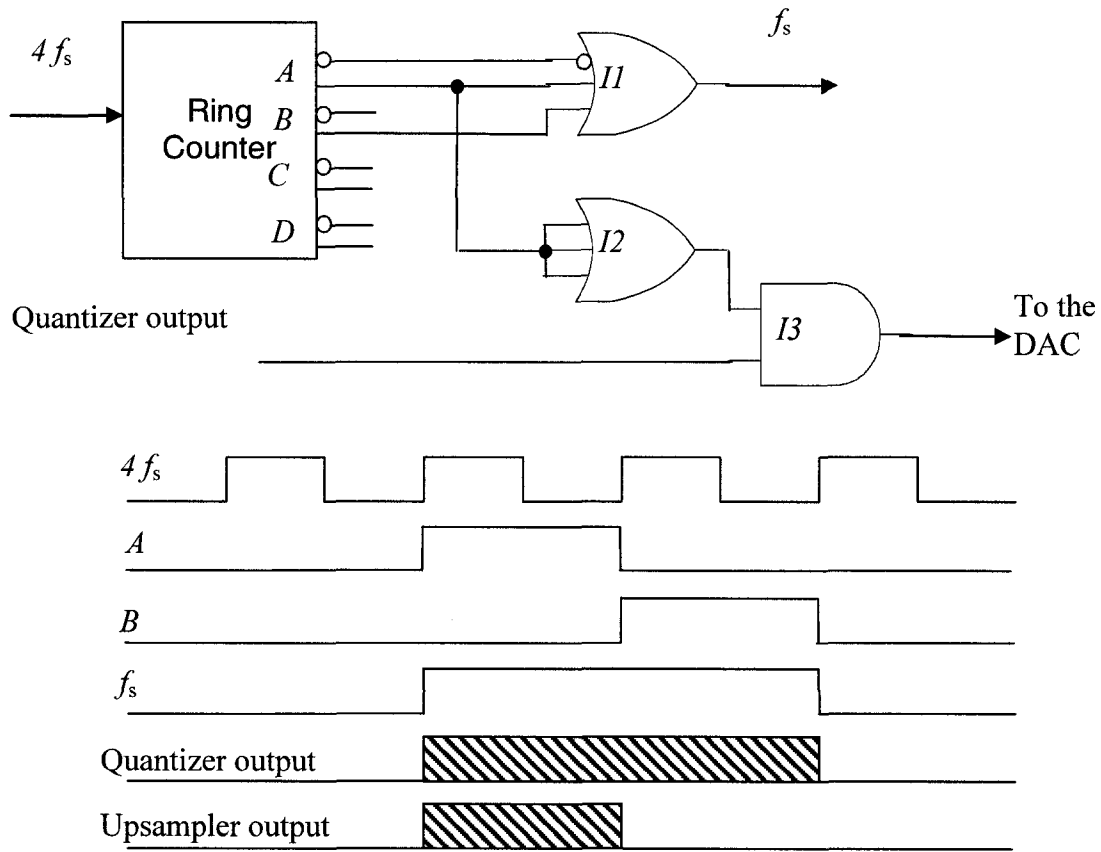 4 fs
fs
A
I1
Ring
Counter
B
C
D
I2
Quantizer output
I3
To the
DAC
4 fs
A
B
fs
Quantizer output
Upsampler output